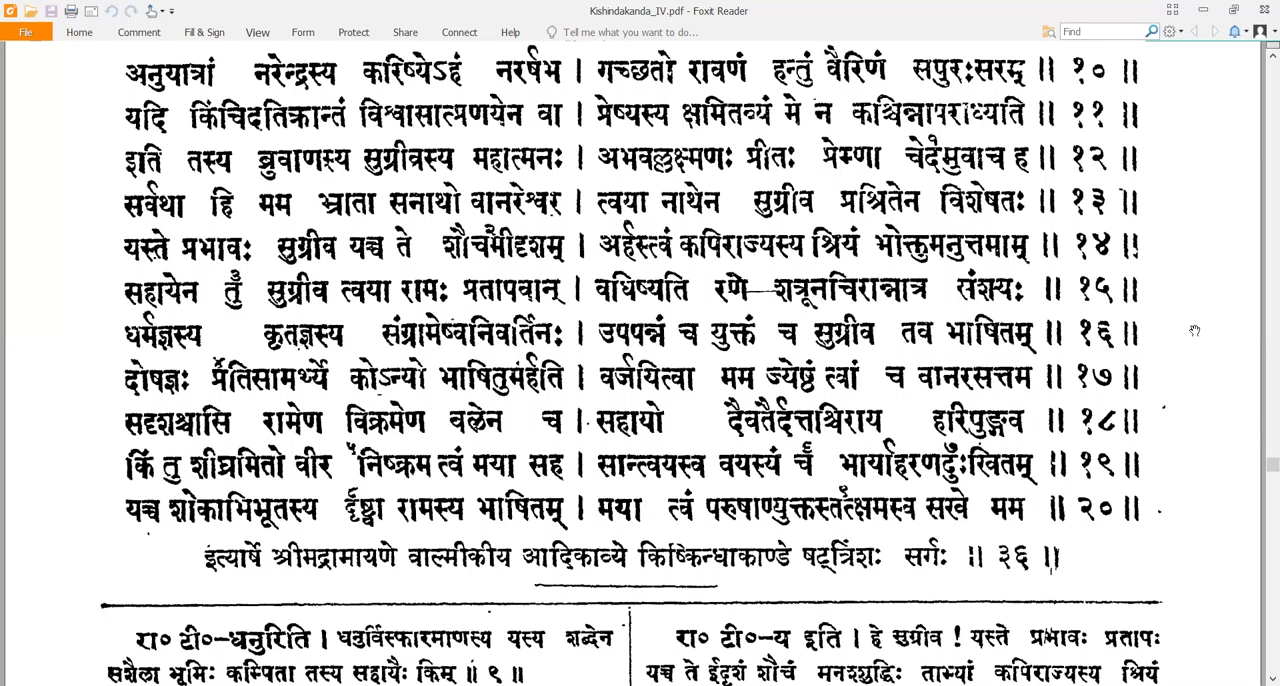 Kishindakanda_IV.pdf - Foxit Reader
File Home Comment Fill & Sign View Form Protect Share Connect Help Tell me what you want to do... Find
अनुयात्रां नरेन्द्रस्य करिष्येऽहं नरर्षभ । गच्छतो रावणं हन्तुं वैरिणं सपुरःसरम् ॥ १० ॥
यदि किंचिदतिक्रान्तं विश्वासात्प्रणयेन वा । प्रेष्यस्य क्षमितव्यं मे न कश्चिन्नापराध्यति ॥ ११ ॥
इति तस्य ब्रुवाणस्य सुग्रीवस्य महात्मनः । अभवल्लक्ष्मणः प्रीतः प्रेम्णा चेदमुवाच ह ॥ १२ ॥
सर्वथा हि मम भ्राता सनाथो वानरेश्वर । त्वया नाथेन सुग्रीव प्रश्रितेन विशेषतः ॥ १३ ॥
यस्ते प्रभावः सुग्रीव यच्च ते शौचमीदृशम् । अर्हस्त्वं कपिराज्यस्य श्रियं भोक्तुमनुत्तमाम् ॥ १४ ॥
सहायेन तु सुग्रीव त्वया रामः प्रतापवान् । वधिष्यति रणे शत्रूनचिरान्नात्र संशयः ॥ १५ ॥
धर्मज्ञस्य कृतज्ञस्य संग्रामेष्वनिवर्तिनः । उपपन्नं च युक्तं च सुग्रीव तव भाषितम् ॥ १६ ॥
दोषज्ञः प्रतिसामर्थ्ये कोऽन्यो भाषितुमर्हति । वर्जयित्वा मम ज्येष्ठं त्वां च वानरसत्तम ॥ १७ ॥
सदृशश्चासि रामेण विक्रमेण बलेन च । सहायो दैवतैर्दत्तश्चिराय हरिपुङ्गव ॥ १८ ॥
किं तु शीघ्रमितो वीर निष्क्रम त्वं मया सह । सान्त्वयस्व वयस्यं च भार्याहरणदुःखितम् ॥ १९ ॥
यच्च शोकाभिभूतस्य दृष्ट्वा रामस्य भाषितम् । मया त्वं परुषाण्युक्तस्तत्क्षमस्व सखे मम ॥ २० ॥
इत्यार्षे श्रीमद्रामायणे वाल्मीकीय आदिकाव्ये किष्किन्धाकाण्डे षट्त्रिंशः सर्गः ॥ ३६ ॥
रा० टी०-धनुरिति । धनुर्विस्फारमाणस्य यस्य शब्देन
सशैला भूमिः कम्पिता तस्य सहायैः किम् ॥ ९ ॥
रा० टी०-य इति । हे सुग्रीव ! यस्ते प्रभावः प्रतापः
यच्च ते ईदृशं शौचं मनश्शुद्धिः ताभ्यां कपिराज्यस्य श्रियं